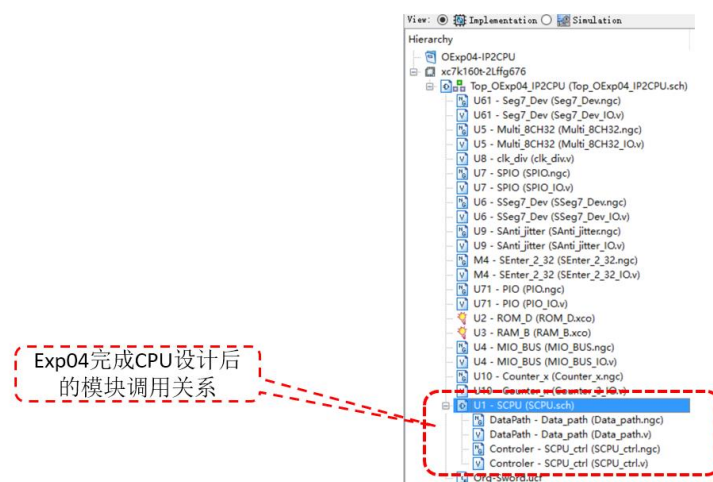 View: Implementation Simulation
Hierarchy
OExp04-IP2CPU
xc7k160t-2Lffg676
Top_OExp04_IP2CPU (Top_OExp04_IP2CPU.sch)
U61 - Seg7_Dev (Seg7_Dev.ngc)
U61 - Seg7_Dev (Seg7_Dev_IO.v)
U5 - Multi_8CH32 (Multi_8CH32.ngc)
U5 - Multi_8CH32 (Multi_8CH32_IO.v)
U8 - clk_div (clk_div.v)
U7 - SPIO (SPIO.ngc)
U7 - SPIO (SPIO_IO.v)
U6 - SSeg7_Dev (SSeg7_Dev.ngc)
U6 - SSeg7_Dev (SSeg7_Dev_IO.v)
U9 - SAnti_jitter (SAnti_jitter.ngc)
U9 - SAnti_jitter (SAnti_jitter_IO.v)
M4 - SEnter_2_32 (SEnter_2_32.ngc)
M4 - SEnter_2_32 (SEnter_2_32_IO.v)
U71 - PIO (PIO.ngc)
U71 - PIO (PIO_IO.v)
U2 - ROM_D (ROM_D.xco)
U3 - RAM_B (RAM_B.xco)
U4 - MIO_BUS (MIO_BUS.ngc)
U4 - MIO_BUS (MIO_BUS_IO.v)
U10 - Counter_x (Counter_x.ngc)
U10 - Counter_x
U1 - SCPU (SCPU.sch)
DataPath - Data_path (Data_path.ngc)
DataPath - Data_path (Data_path.v)
Controler - SCPU_ctrl (SCPU_ctrl.ngc)
Controler - SCPU_ctrl (SCPU_ctrl.v)
Org-Sword.ucf
Exp04完成CPU设计后
的模块调用关系